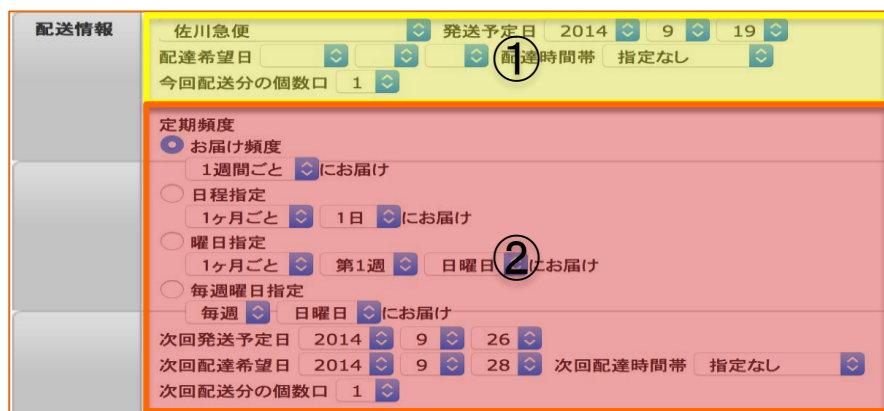 配送情報
佐川急便 発送予定日 2014 9 19
配達希望日 配達時間帯 指定なし
①
今回配送分の個数口 1
定期頻度
お届け頻度
1週間ごと にお届け
日程指定
1ヶ月ごと 1日 にお届け
曜日指定
1ヶ月ごと 第1週 日曜日 にお届け
②
毎週曜日指定
毎週 日曜日 にお届け
次回発送予定日 2014 9 26
次回配達希望日 2014 9 28 次回配達時間帯 指定なし
次回配送分の個数口 1